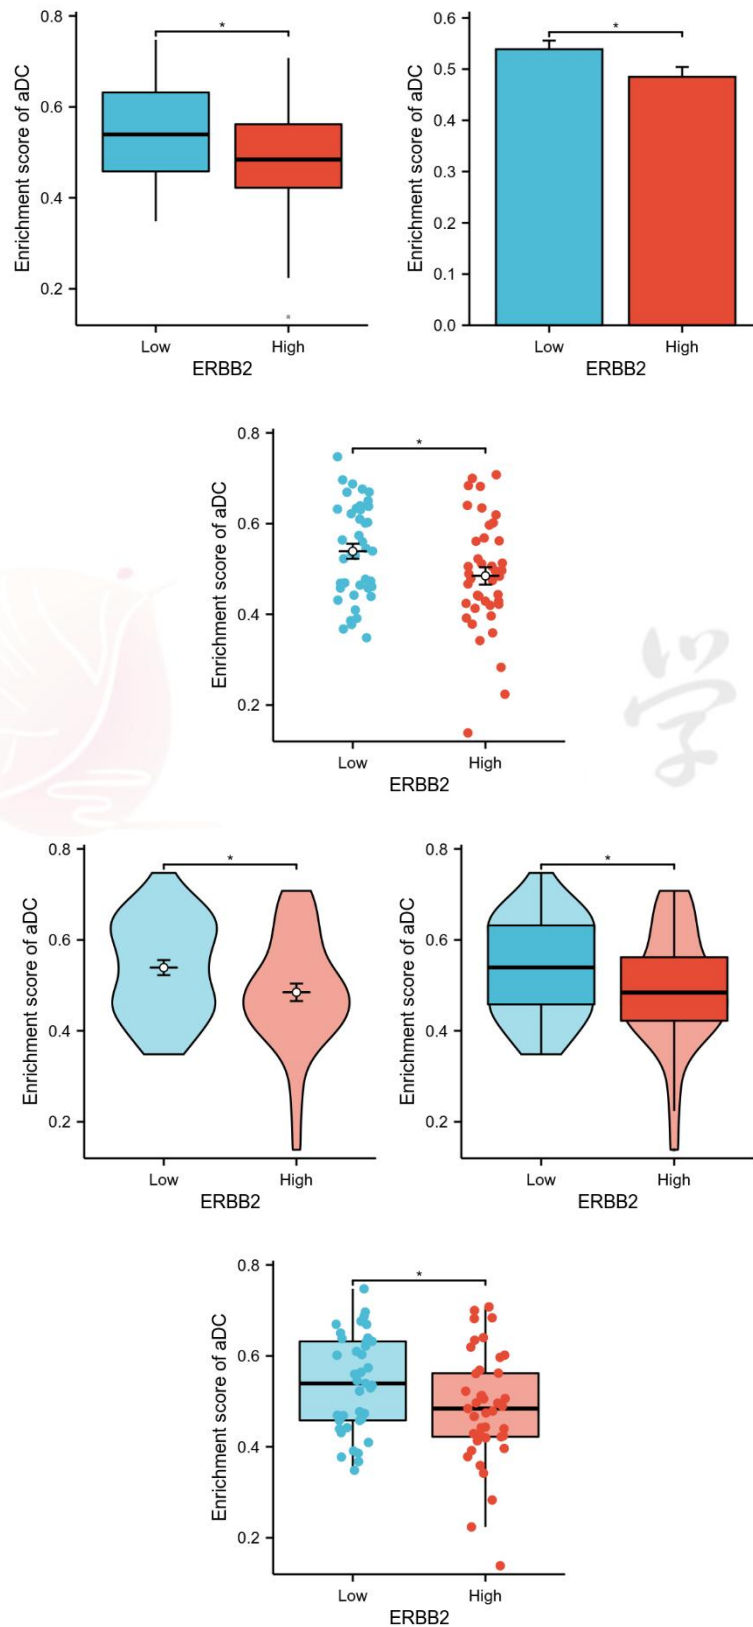 0.8
0.6
0.4
0.2
Enrichment score of aDC
*
Low
High
ERBB2
0.6
0.5
0.4
0.3
0.2
0.1
0.0
Enrichment score of aDC
*
Low
High
ERBB2
0.8
0.6
0.4
0.2
Enrichment score of aDC
*
Low
High
ERBB2
学
0.8
0.6
0.4
0.2
Enrichment score of aDC
*
Low
High
ERBB2
0.8
0.6
0.4
0.2
Enrichment score of aDC
*
Low
High
ERBB2
0.8
0.6
0.4
0.2
Enrichment score of aDC
*
Low
High
ERBB2